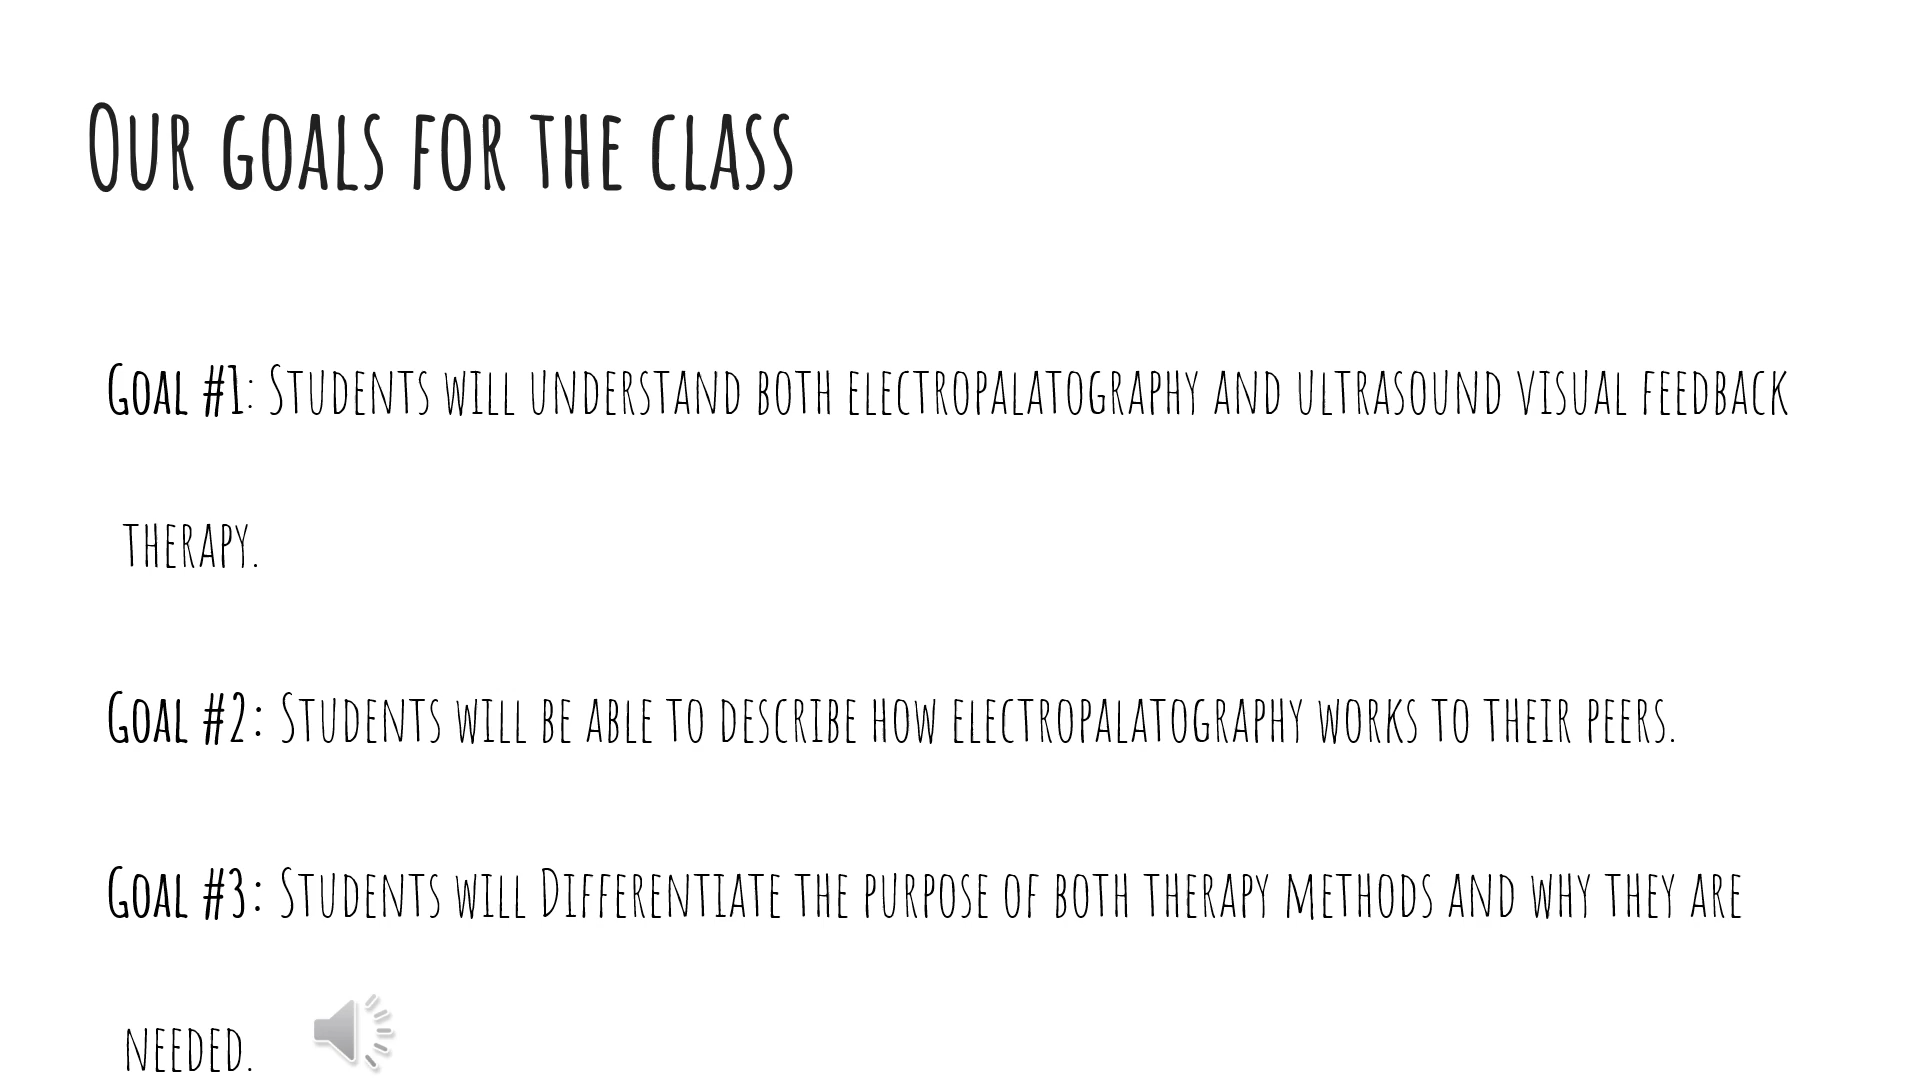 Our goals for the class
Goal #1: Students will understand both electropalatography and ultrasound visual feedback
therapy.
Goal #2: Students will be able to describe how electropalatography works to their peers.
Goal #3: Students will Differentiate the purpose of both therapy methods and why they are
needed.